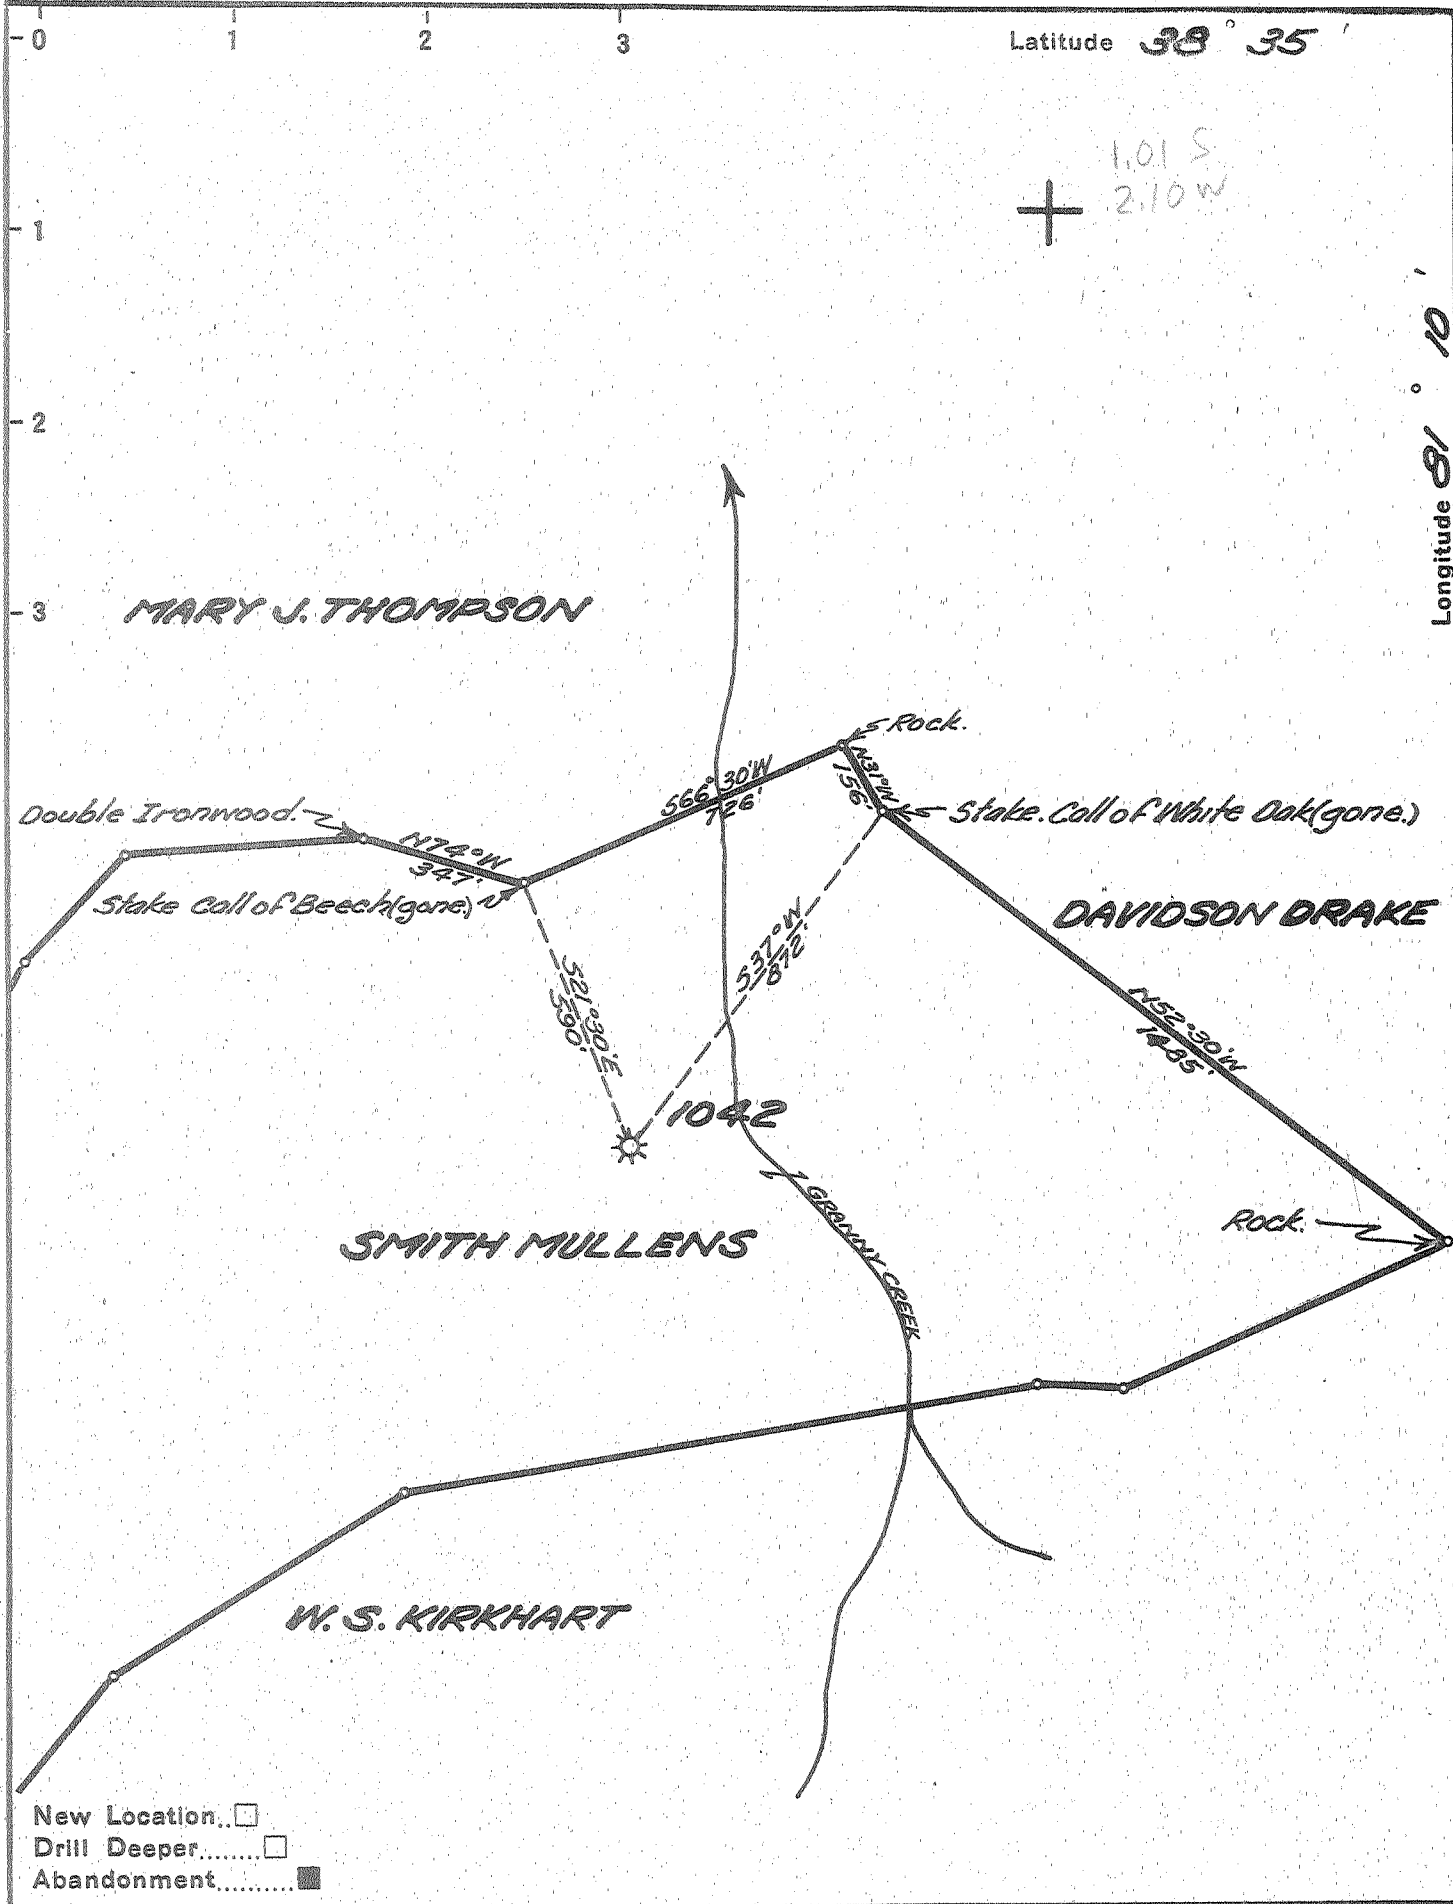 0 1 2 3
Latitude 38° 35'
1.01 S
2.10 W
1
2
3
Longitude 81° 10'
MARY J. THOMPSON
Rock.
N31°W
156'
S66°30'W
726'
Double Ironwood.
Stake. Call of White Oak (gone.)
N74°W
347'
Stake Call of Beech (gone.)
DAVIDSON DRAKE
S37°W
872'
S21°30'E
590'
N52°30'W
1485'
1042
GRANNY CREEK
Rock.
SMITH MULLENS
W. S. KIRKHART
New Location..☐
Drill Deeper........☐
Abandonment..........■